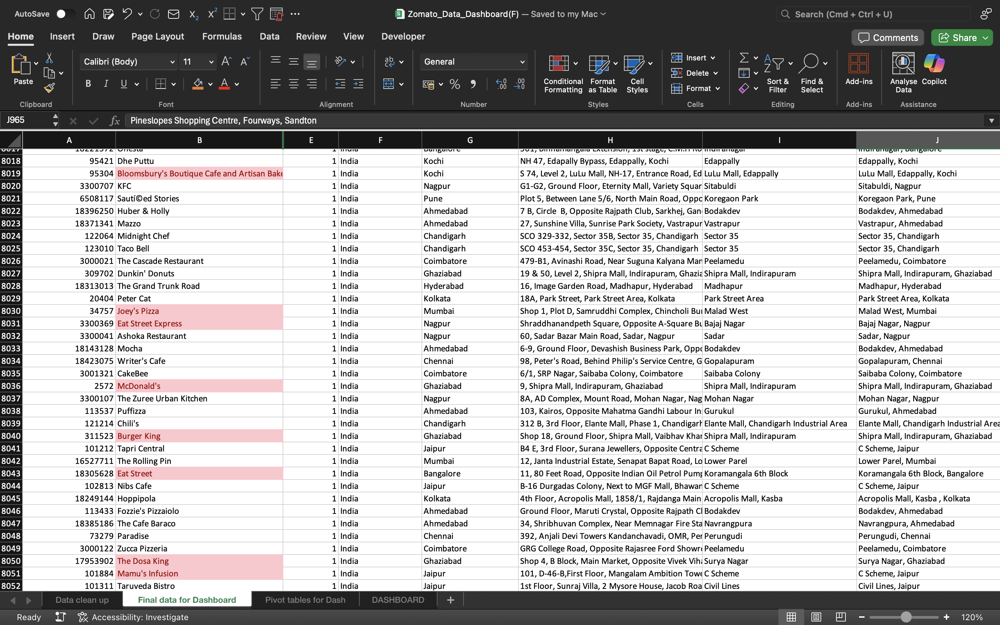 AutoSave X₂ X² Zomato_Data_Dashboard(F) — Saved to my Mac Search (Cmd + Ctrl + U)
Home Insert Draw Page Layout Formulas Data Review View Developer Comments Share
Paste Calibri (Body) 11 A^ A˅ ab General Conditional Formatting Format as Table Cell Styles Insert Delete Format Sort & Filter Find & Select Add-ins Analyse Data Copilot
B I U A % , .00 .00
Clipboard Font Alignment Number Styles Cells Editing Add-ins Assistance
J965 fx Pineslopes Shopping Centre, Fourways, Sandton
A B E F G H I J
8018 95421 Dhe Puttu 1 India Kochi NH 47, Edapally Bypass, Edappally, Kochi Edappally Edappally, Kochi
8019 95304 Bloomsbury's Boutique Cafe and Artisan Bake 1 India Kochi S 74, Level 2, LuLu Mall, NH-17, Entrance Road, Ed LuLu Mall, Edappally LuLu Mall, Edappally, Kochi
8020 3300707 KFC 1 India Nagpur G1-G2, Ground Floor, Eternity Mall, Variety Squar Sitabuldi Sitabuldi, Nagpur
8021 6508117 Sautí©ed Stories 1 India Pune Plot 5, Between Lane 5/6, North Main Road, Oppo Koregaon Park Koregaon Park, Pune
8022 18396250 Huber & Holly 1 India Ahmedabad 7 B, Circle B, Opposite Rajpath Club, Sarkhej, Gan Bodakdev Bodakdev, Ahmedabad
8023 18371341 Mazzo 1 India Ahmedabad 27, Sunshine Villa, Sunrise Park Society, Vastrapur Vastrapur Vastrapur, Ahmedabad
8024 122064 Midnight Chef 1 India Chandigarh SCO 329-332, Sector 35B, Sector 35, Chandigarh Sector 35 Sector 35, Chandigarh
8025 123010 Taco Bell 1 India Chandigarh SCO 453-454, Sector 35C, Sector 35, Chandigarh Sector 35 Sector 35, Chandigarh
8026 3000021 The Cascade Restaurant 1 India Coimbatore 479-B1, Avinashi Road, Near Suguna Kalyana Man Peelamedu Peelamedu, Coimbatore
8027 309702 Dunkin' Donuts 1 India Ghaziabad 19 & 50, Level 2, Shipra Mall, Indirapuram, Ghazia Shipra Mall, Indirapuram Shipra Mall, Indirapuram, Ghaziabad
8028 18313013 The Grand Trunk Road 1 India Hyderabad 16, Image Garden Road, Madhapur, Hyderabad Madhapur Madhapur, Hyderabad
8029 20404 Peter Cat 1 India Kolkata 18A, Park Street, Park Street Area, Kolkata Park Street Area Park Street Area, Kolkata
8030 34757 Joey's Pizza 1 India Mumbai Shop 1, Plot D, Samruddhi Complex, Chincholi Bu Malad West Malad West, Mumbai
8031 3300369 Eat Street Express 1 India Nagpur Shraddhanandpeth Square, Opposite A-Square Bu Bajaj Nagar Bajaj Nagar, Nagpur
8032 3300041 Ashoka Restaurant 1 India Nagpur 60, Sadar Bazar Main Road, Sadar, Nagpur Sadar Sadar, Nagpur
8033 18143128 Mocha 1 India Ahmedabad 6-9, Ground Floor, Devashish Business Park, Oppo Bodakdev Bodakdev, Ahmedabad
8034 18423075 Writer's Cafe 1 India Chennai 98, Peter's Road, Behind Philip's Service Centre, G Gopalapuram Gopalapuram, Chennai
8035 3001321 CakeBee 1 India Coimbatore 6/1, SRP Nagar, Saibaba Colony, Coimbatore Saibaba Colony Saibaba Colony, Coimbatore
8036 2572 McDonald's 1 India Ghaziabad 9, Shipra Mall, Indirapuram, Ghaziabad Shipra Mall, Indirapuram Shipra Mall, Indirapuram, Ghaziabad
8037 3300107 The Zuree Urban Kitchen 1 India Nagpur 8A, AD Complex, Mount Road, Mohan Nagar, Nag Mohan Nagar Mohan Nagar, Nagpur
8038 113537 Puffizza 1 India Ahmedabad 103, Kairos, Opposite Mahatma Gandhi Labour In Gurukul Gurukul, Ahmedabad
8039 121214 Chili's 1 India Chandigarh 312 B, 3rd Floor, Elante Mall, Phase 1, Chandigarh Elante Mall, Chandigarh Industrial Area Elante Mall, Chandigarh Industrial Area
8040 311523 Burger King 1 India Ghaziabad Shop 18, Ground Floor, Shipra Mall, Vaibhav Khan Shipra Mall, Indirapuram Shipra Mall, Indirapuram, Ghaziabad
8041 101212 Tapri Central 1 India Jaipur B4 E, 3rd Floor, Surana Jewellers, Opposite Centra C Scheme C Scheme, Jaipur
8042 16527711 The Rolling Pin 1 India Mumbai 12, Janta Industrial Estate, Senapat Bapat Road, Lo Lower Parel Lower Parel, Mumbai
8043 18305628 Eat Street 1 India Bangalore 11, 80 Feet Road, Opposite Indian Oil Petrol Pump Koramangala 6th Block Koramangala 6th Block, Bangalore
8044 102813 Nibs Cafe 1 India Jaipur B-16 Durgadas Colony, Next to MGF Mall, Bhawan C Scheme C Scheme, Jaipur
8045 18249144 Hoppipola 1 India Kolkata 4th Floor, Acropolis Mall, 1858/1, Rajdanga Main Acropolis Mall, Kasba Acropolis Mall, Kasba , Kolkata
8046 113433 Fozzie's Pizzaiolo 1 India Ahmedabad Ground Floor, Maruti Crystal, Opposite Rajpath Cl Bodakdev Bodakdev, Ahmedabad
8047 18385186 The Cafe Baraco 1 India Ahmedabad 34, Shribhuvan Complex, Near Memnagar Fire Sta Navrangpura Navrangpura, Ahmedabad
8048 73279 Paradise 1 India Chennai 392, Anjali Devi Towers Kandanchavadi, OMR, Per Perungudi Perungudi, Chennai
8049 3000122 Zucca Pizzeria 1 India Coimbatore GRG College Road, Opposite Rajasree Ford Showr Peelamedu Peelamedu, Coimbatore
8050 17953902 The Dosa King 1 India Ghaziabad Shop 4, B Block, Main Market, Opposite Vivek Viha Surya Nagar Surya Nagar, Ghaziabad
8051 101884 Mamu's Infusion 1 India Jaipur 101, D-46-B,First Floor, Mangalam Ambition Towe C Scheme C Scheme, Jaipur
8052 101311 Taruveda Bistro 1 India Jaipur 1st Floor, Sunraj Villa, 2 Mysore House, Jacob Roa Civil Lines Civil Lines, Jaipur
Data clean up Final data for Dashboard Pivot tables for Dash DASHBOARD +
Ready Accessibility: Investigate 120%